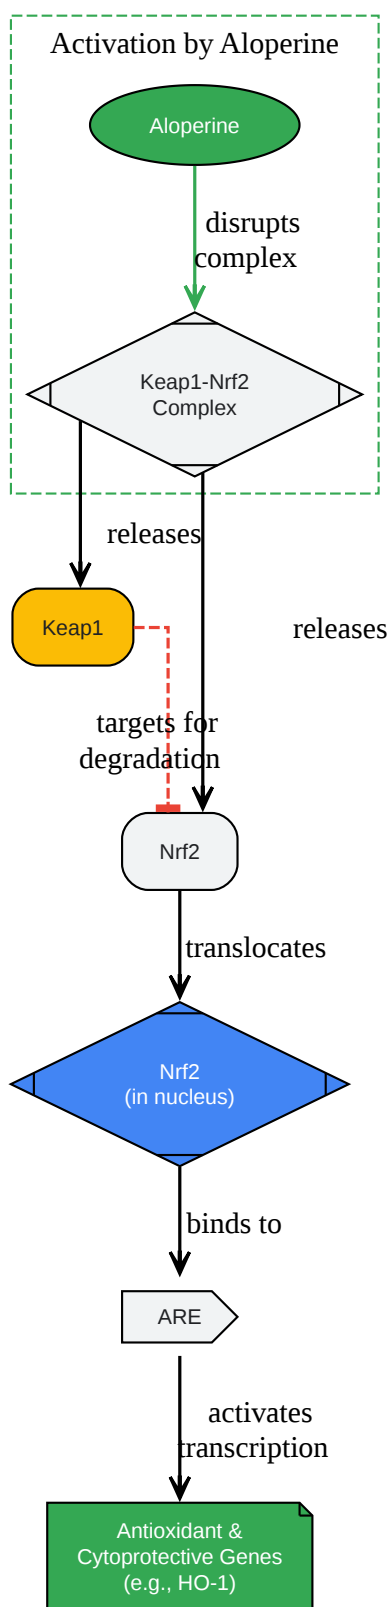 Activation by Aloperine
Aloperine
disrupts
complex
Keap1-Nrf2
Complex
releases
Keap1
releases
targets for
degradation
Nrf2
translocates
Nrf2
(in nucleus)
binds to
ARE
activates
transcription
Antioxidant &
Cytoprotective Genes
(e.g., HO-1)